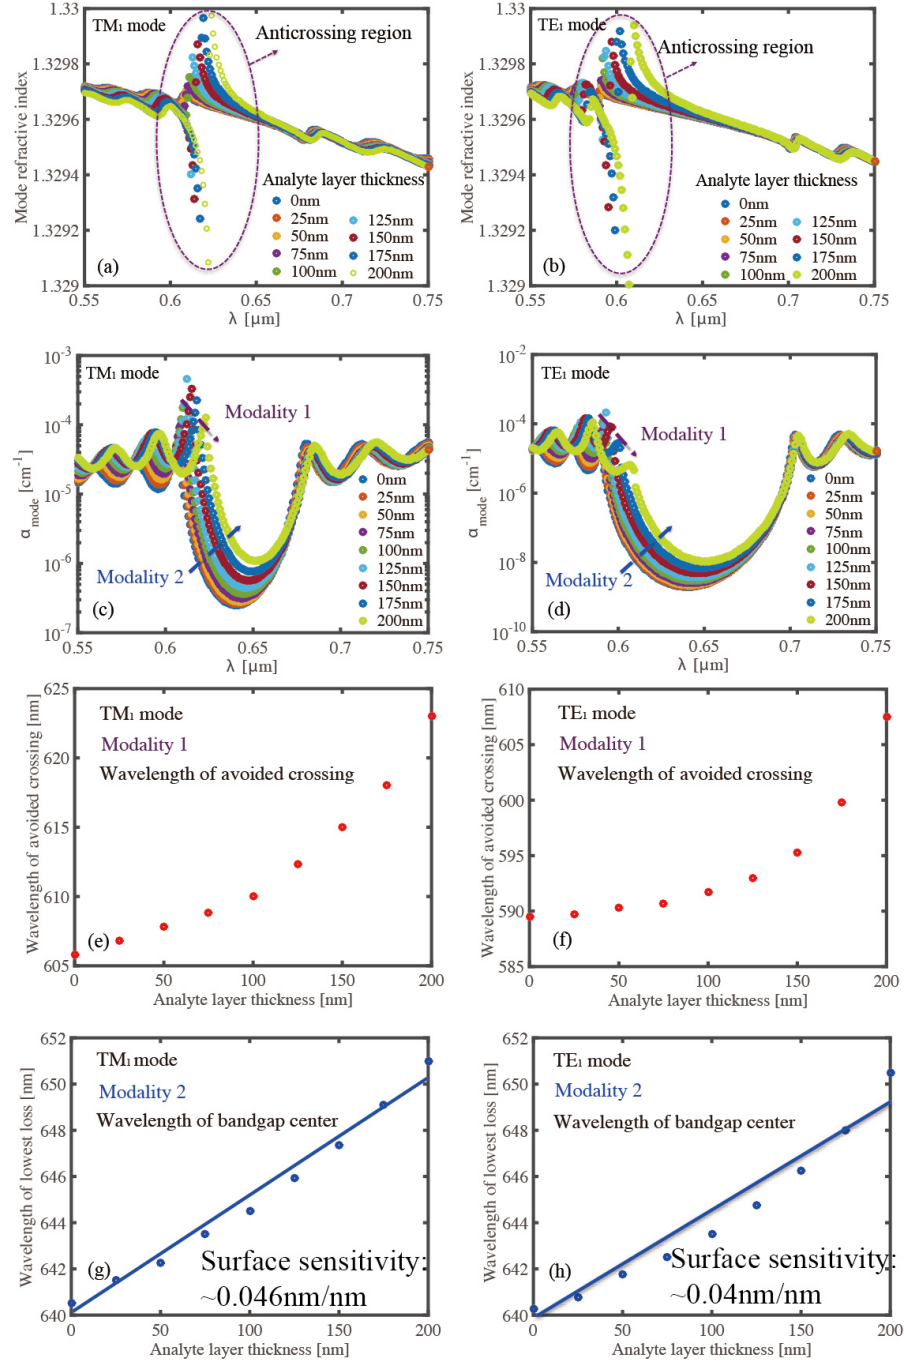 1.33
1.3298
1.3296
1.3294
1.3292
1.329
Mode refractive index
TM₁ mode
Anticrossing region
Analyte layer thickness
0nm
25nm
50nm
75nm
100nm
125nm
150nm
175nm
200nm
(a)
0.55 0.6 0.65 0.7 0.75
λ [μm]
1.33
1.3298
1.3296
1.3294
1.3292
1.329
Mode refractive index
TE₁ mode
Anticrossing region
Analyte layer thickness
0nm
25nm
50nm
75nm
100nm
125nm
150nm
175nm
200nm
(b)
0.55 0.6 0.65 0.7 0.75
λ [μm]
10⁻³
10⁻⁴
10⁻⁵
10⁻⁶
10⁻⁷
α mode [cm⁻¹]
TM₁ mode
Modality 1
Modality 2
0nm
25nm
50nm
75nm
100nm
125nm
150nm
175nm
200nm
(c)
0.55 0.6 0.65 0.7 0.75
λ [μm]
10⁻²
10⁻⁴
10⁻⁶
10⁻⁸
10⁻¹⁰
α mode [cm⁻¹]
TE₁ mode
Modality 1
Modality 2
0nm
25nm
50nm
75nm
100nm
125nm
150nm
175nm
200nm
(d)
0.55 0.6 0.65 0.7 0.75
λ [μm]
625
620
615
610
605
Wavelength of avoided crossing [nm]
TM₁ mode
Modality 1
Wavelength of avoided crossing
(e)
0 50 100 150 200
Analyte layer thickness [nm]
610
605
600
595
590
585
Wavelength of avoided crossing [nm]
TE₁ mode
Modality 1
Wavelength of avoided crossing
(f)
0 50 100 150 200
Analyte layer thickness [nm]
652
650
648
646
644
642
640
Wavelength of lowest loss [nm]
TM₁ mode
Modality 2
Wavelength of bandgap center
(g)
Surface sensitivity:
~0.046nm/nm
0 50 100 150 200
Analyte layer thickness [nm]
652
650
648
646
644
642
640
Wavelength of lowest loss [nm]
TE₁ mode
Modality 2
Wavelength of bandgap center
(h)
Surface sensitivity:
~0.04nm/nm
0 50 100 150 200
Analyte layer thickness [nm]